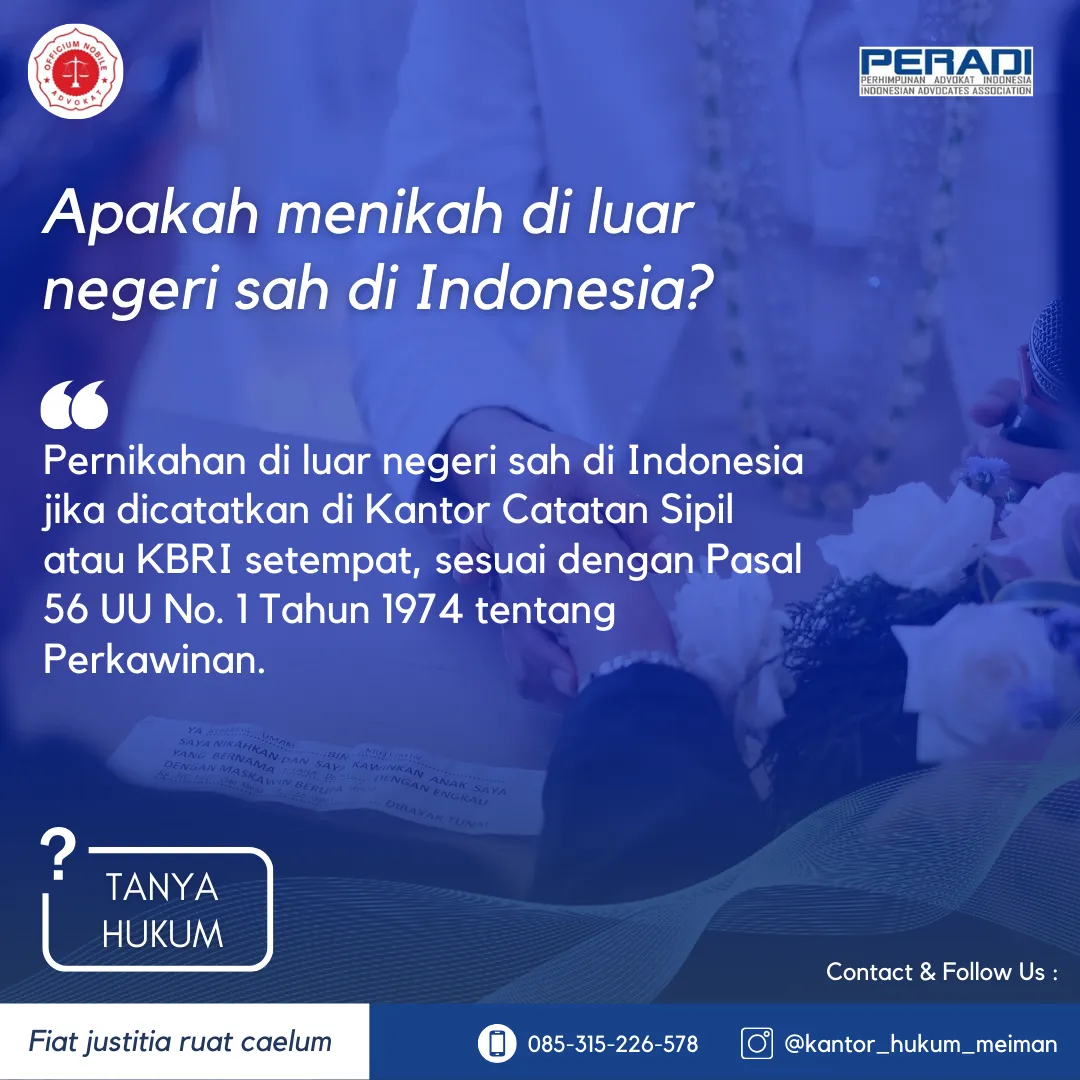 OFFICIUM NOBILE
ADVOKAT
PERADI
PERHIMPUNAN ADVOKAT INDONESIA
INDONESIAN ADVOCATES ASSOCIATION
Apakah menikah di luar
negeri sah di Indonesia?
Pernikahan di luar negeri sah di Indonesia
jika dicatatkan di Kantor Catatan Sipil
atau KBRI setempat, sesuai dengan Pasal
56 UU No. 1 Tahun 1974 tentang
Perkawinan.
YA
SAYA NIKAHKAN DAN SAYA KAWINKAN ANAK SAYA
YANG BERNAMA
DENGAN MASKAWIN BERUPA DENGAN ENGKAU
DIBAYAR TUNAI
?
TANYA
HUKUM
Contact & Follow Us :
Fiat justitia ruat caelum
085-315-226-578
@kantor_hukum_meiman